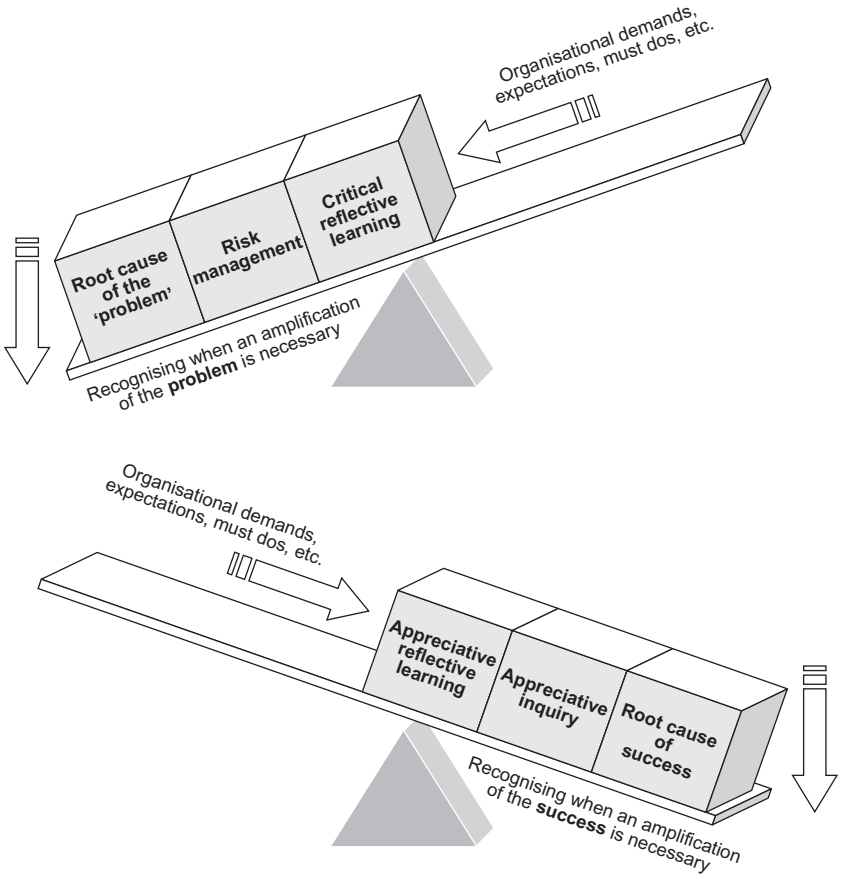 Organisational demands,
expectations, must dos, etc.
Root cause
of the
‘problem’
Risk
management
Critical
reflective
learning
Recognising when an amplification
of the problem is necessary
Organisational demands,
expectations, must dos, etc.
Appreciative
reflective
learning
Appreciative
inquiry
Root cause
of
success
Recognising when an amplification
of the success is necessary